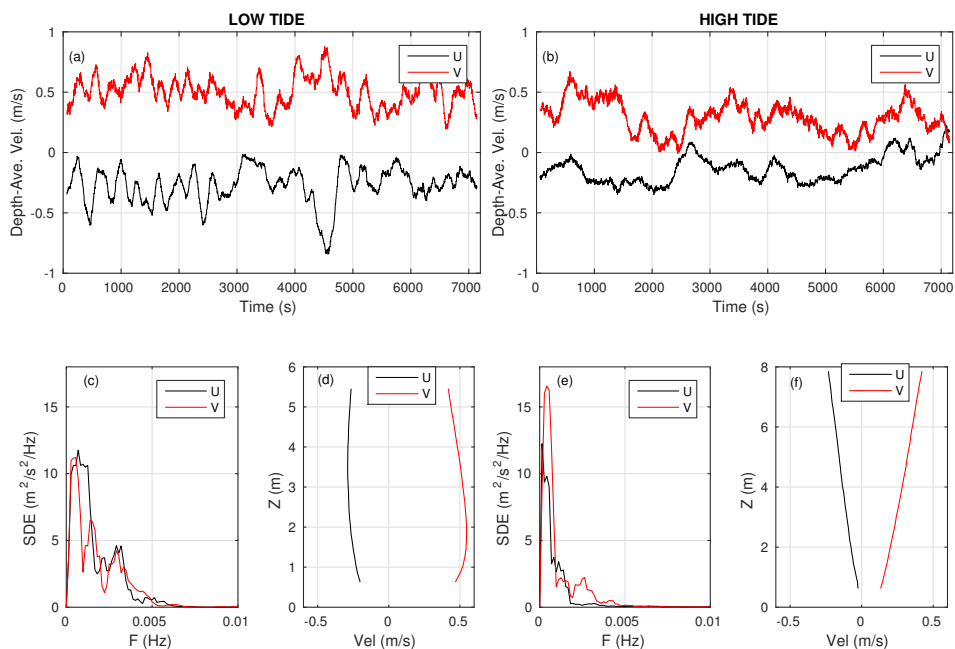 LOW TIDE
HIGH TIDE
(a)
U
V
Depth-Ave. Vel. (m/s)
1
0.5
0
-0.5
-1
0 1000 2000 3000 4000 5000 6000 7000
Time (s)
(b)
U
V
Depth-Ave. Vel. (m/s)
1
0.5
0
-0.5
-1
0 1000 2000 3000 4000 5000 6000 7000
Time (s)
(c)
U
V
SDE (m²/s²/Hz)
15
10
5
0
0 0.005 0.01
F (Hz)
(d)
U
V
Z (m)
6
5
4
3
2
1
0
-0.5 0 0.5
Vel (m/s)
(e)
U
V
SDE (m²/s²/Hz)
15
10
5
0
0 0.005 0.01
F (Hz)
(f)
U
V
Z (m)
8
6
4
2
0
-0.5 0 0.5
Vel (m/s)